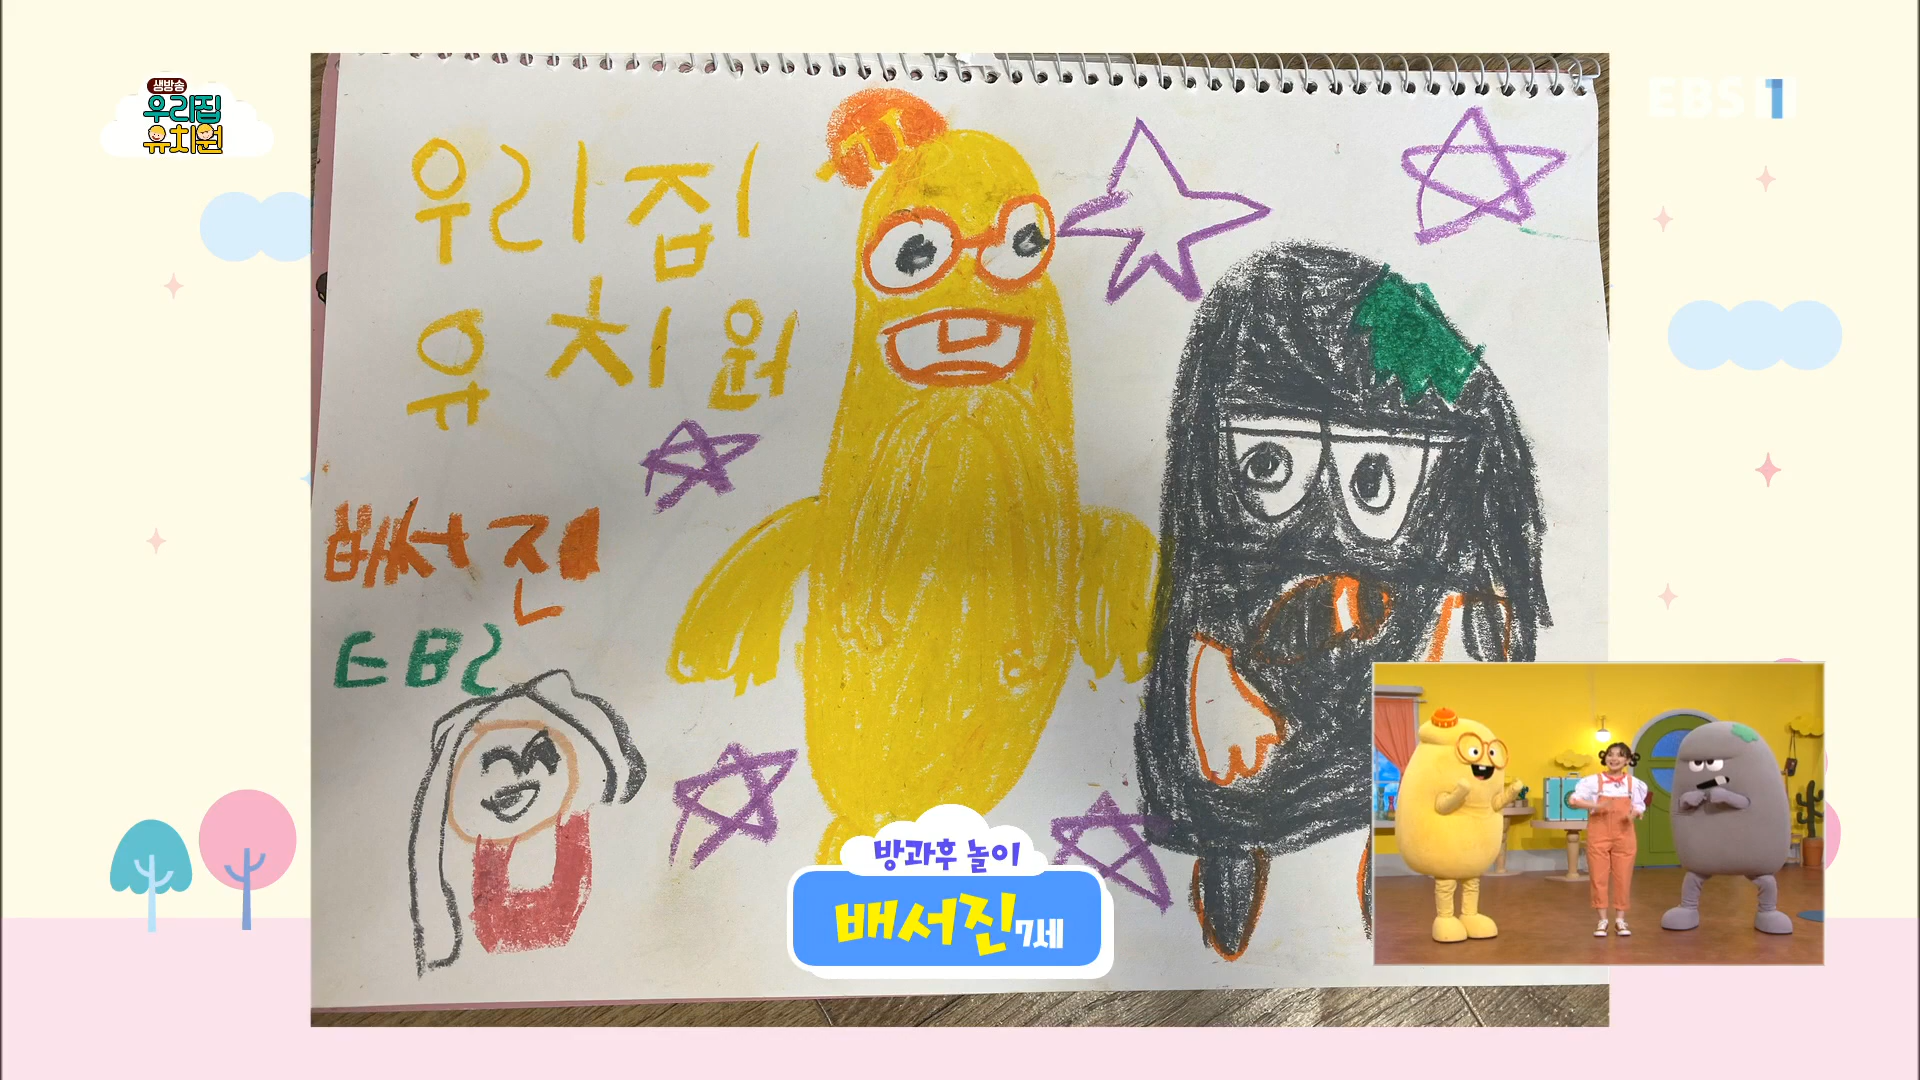 생방송
우리집
유치원
EBS 1
우리집
유치원
배서진
방과후 놀이
배서진 7세